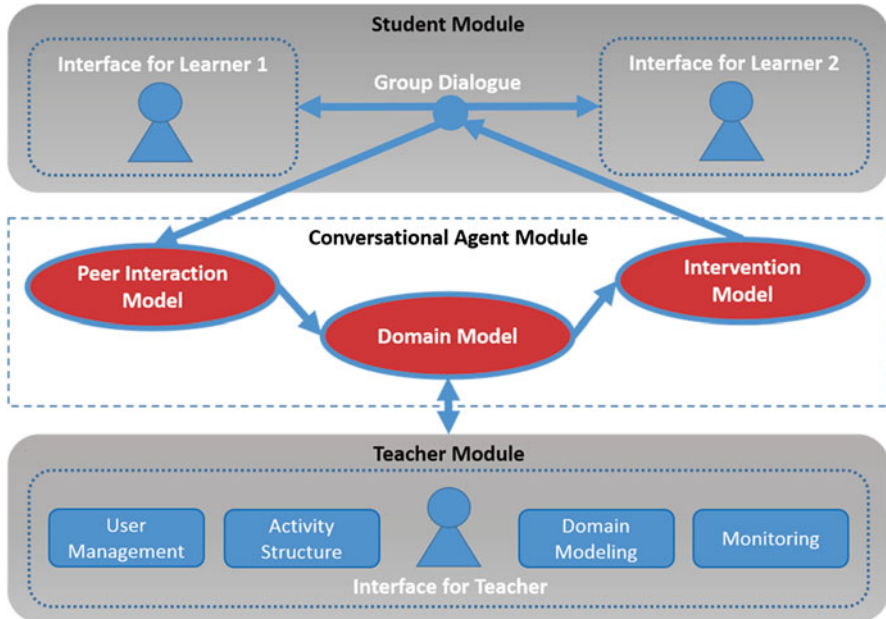 Student Module
Interface for Learner 1
Group Dialogue
Interface for Learner 2
Conversational Agent Module
Peer Interaction
Model
Domain Model
Intervention
Model
Teacher Module
User
Management
Activity
Structure
Domain
Modeling
Monitoring
Interface for Teacher